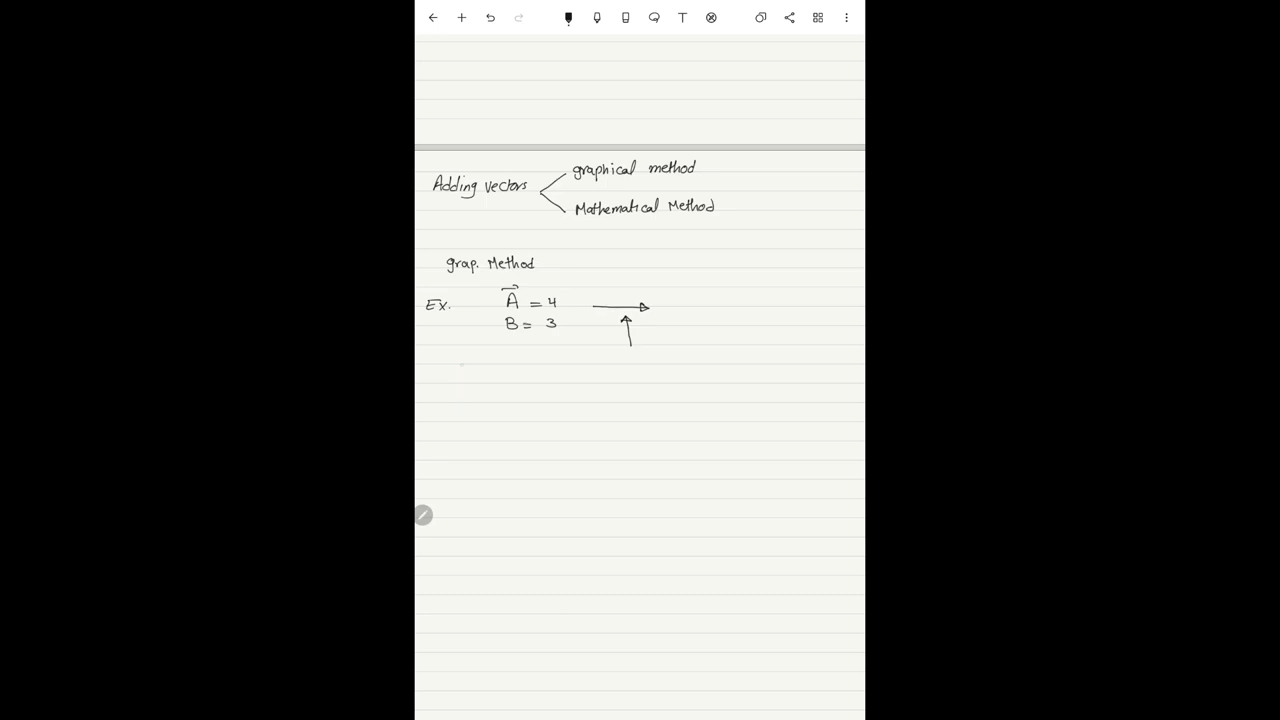 graphical method
Adding vectors
Mathematical Method
grap. Method
Ex. A = 4
B = 3